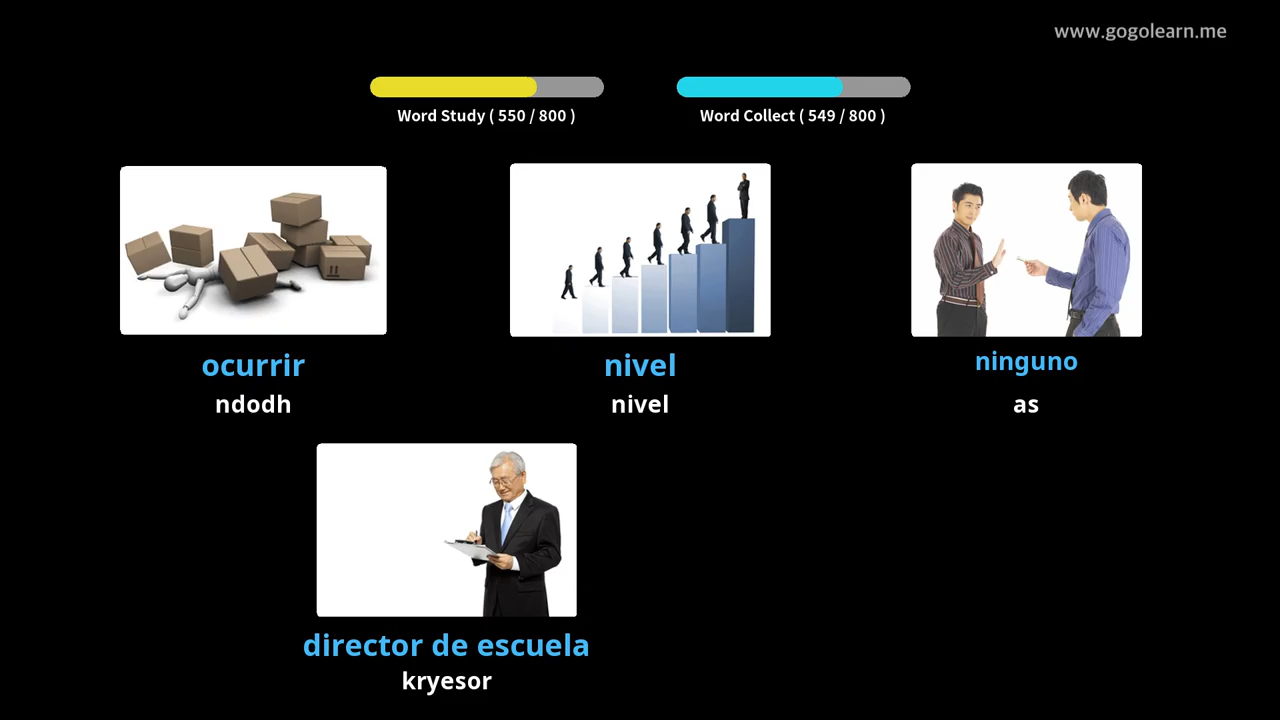 www.gogolearn.me
Word Study ( 550 / 800 )
Word Collect ( 549 / 800 )
ocurrir
ndodh
nivel
nivel
ninguno
as
director de escuela
kryesor